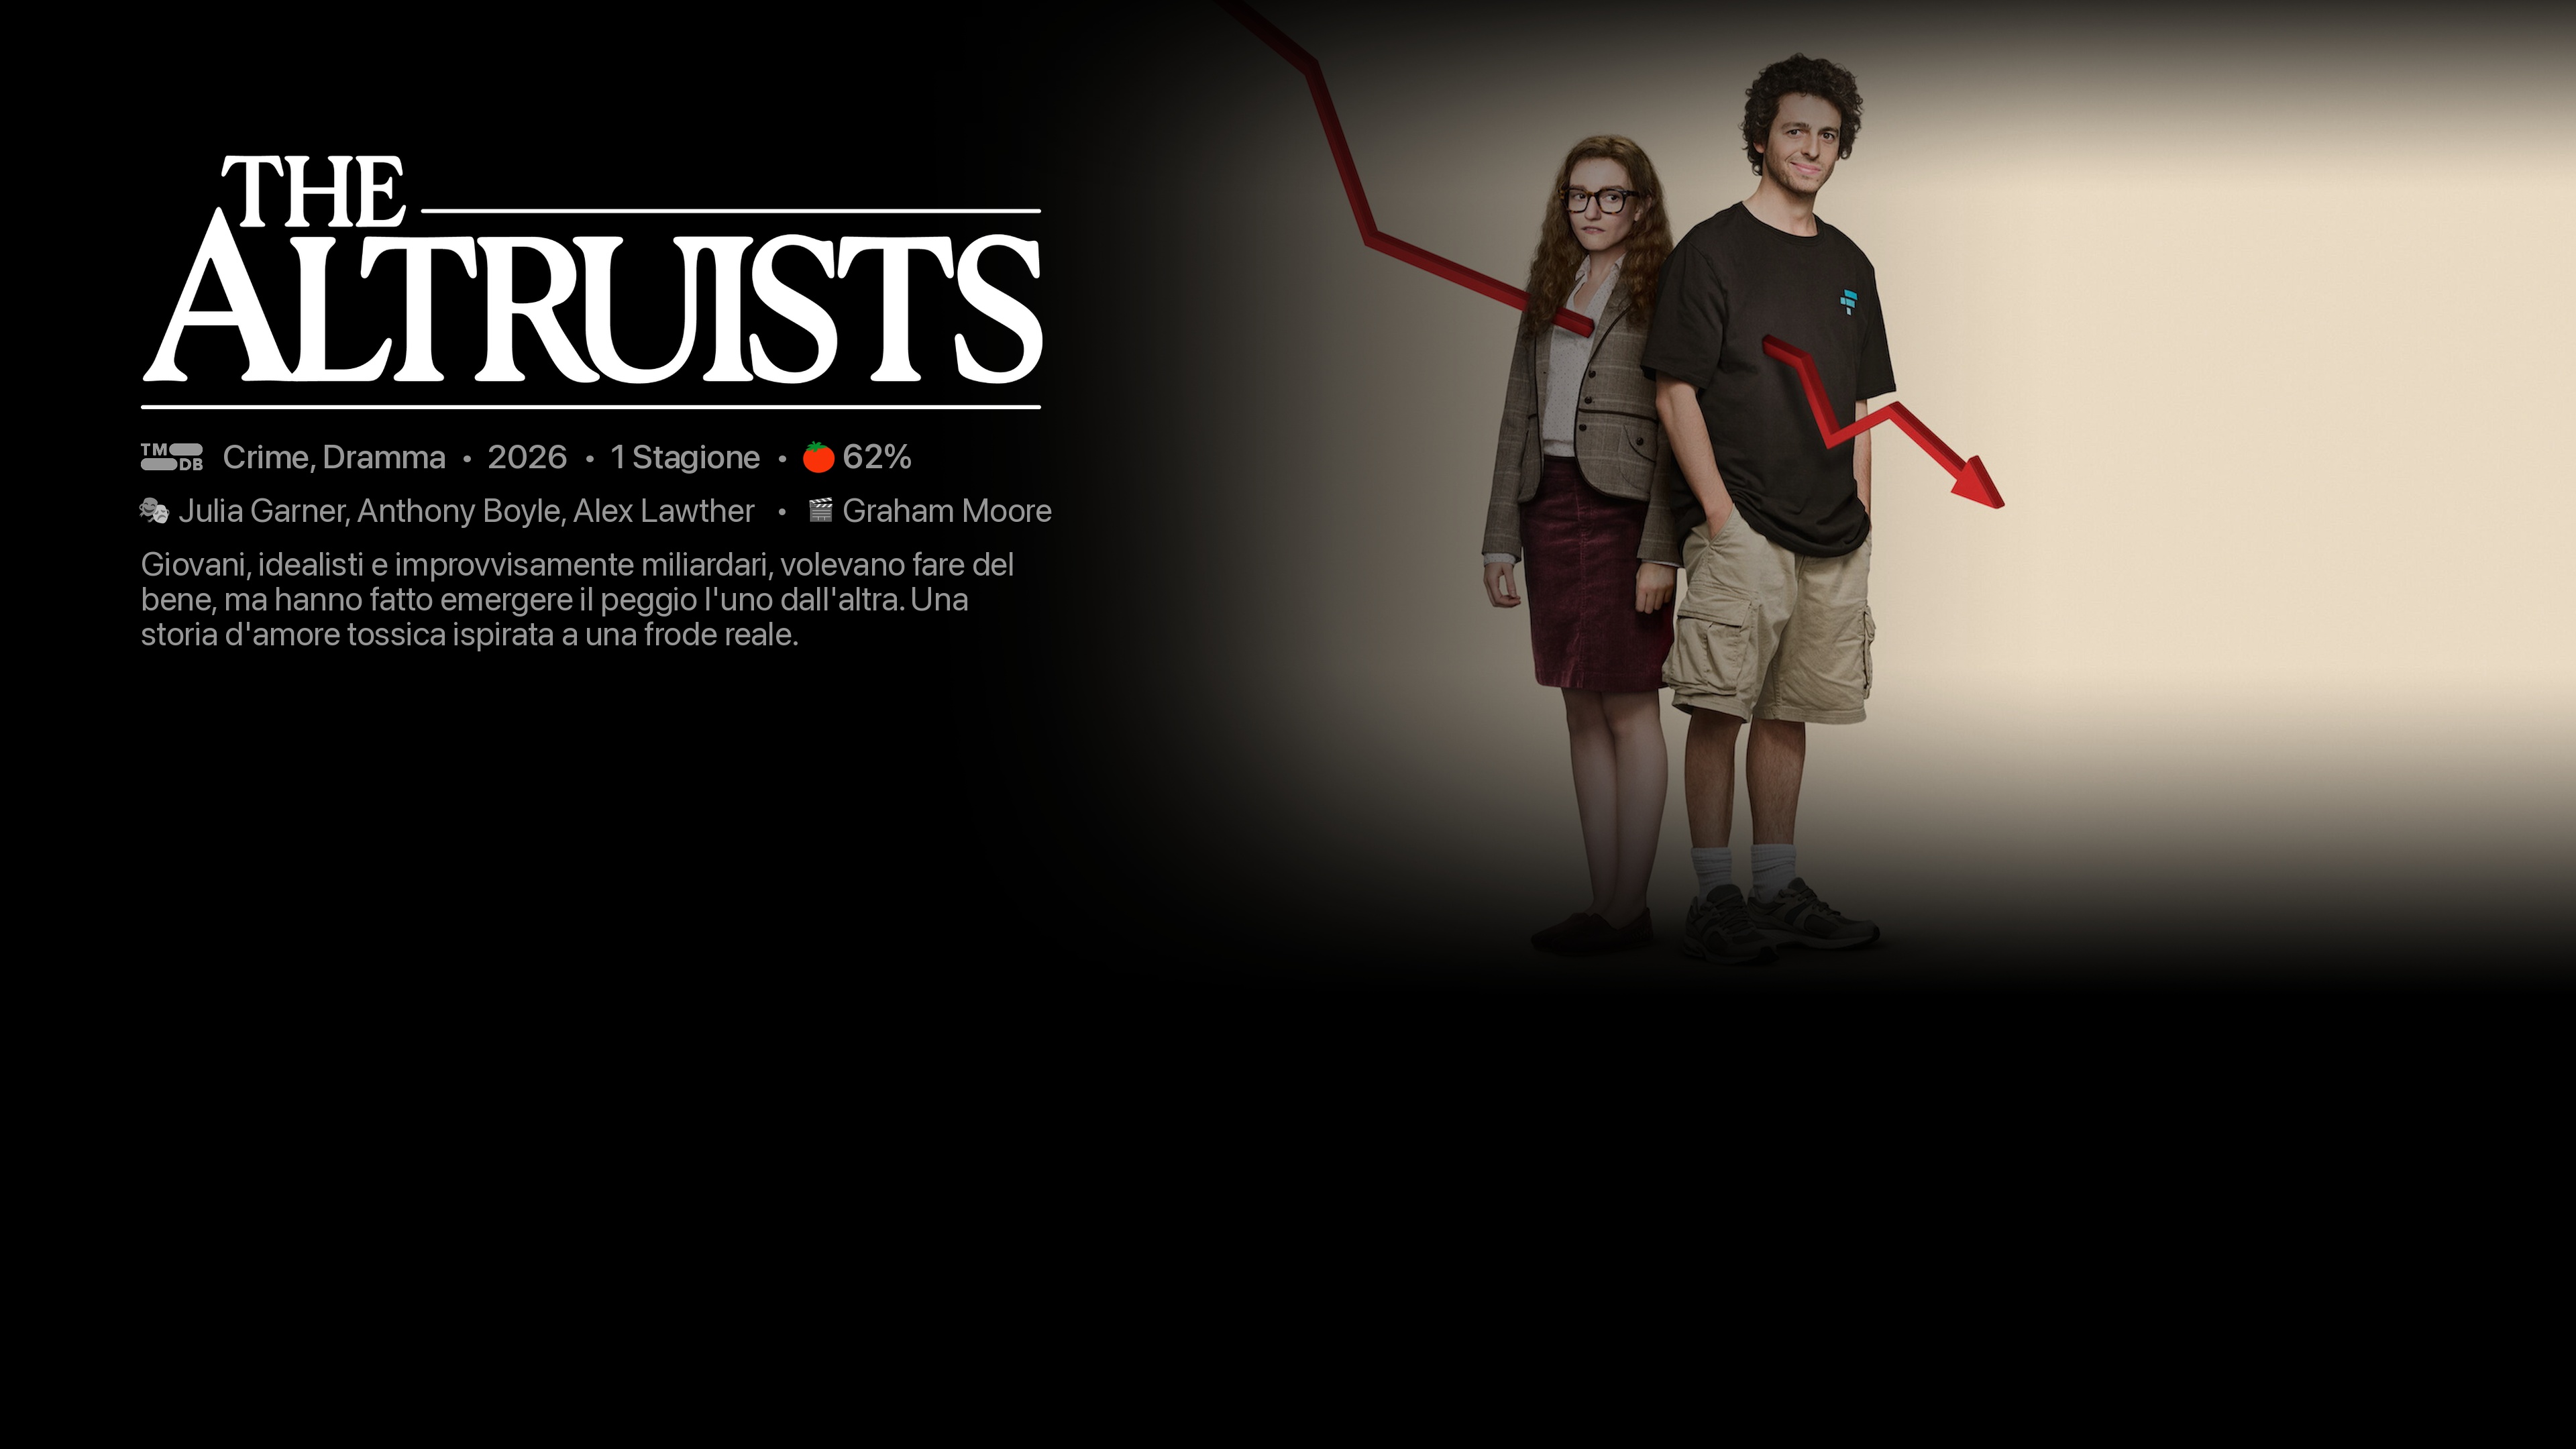 THE
ALTRUISTS
TMDB Crime, Dramma • 2026 • 1 Stagione • 62%
Julia Garner, Anthony Boyle, Alex Lawther • Graham Moore
Giovani, idealisti e improvvisamente miliardari, volevano fare del
bene, ma hanno fatto emergere il peggio l'uno dall'altra. Una
storia d'amore tossica ispirata a una frode reale.